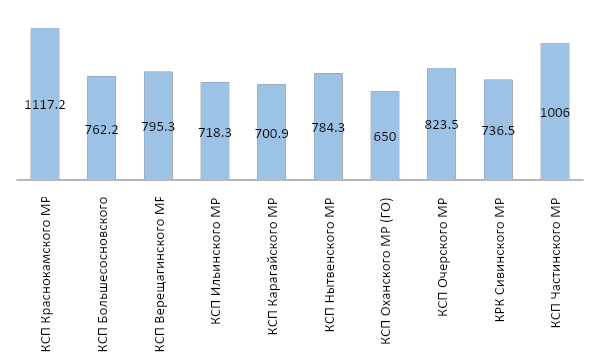 1117.2
762.2
795.3
718.3
700.9
784.3
650
823.5
736.5
1006
КСП Краснокамского МР
КСП Большесосновского
КСП Верещагинского МР
КСП Ильинского МР
КСП Карагайского МР
КСП Нытвенского МР
КСП Оханского МР (ГО)
КСП Очерского МР
КРК Сивинского МР
КСП Частинского МР